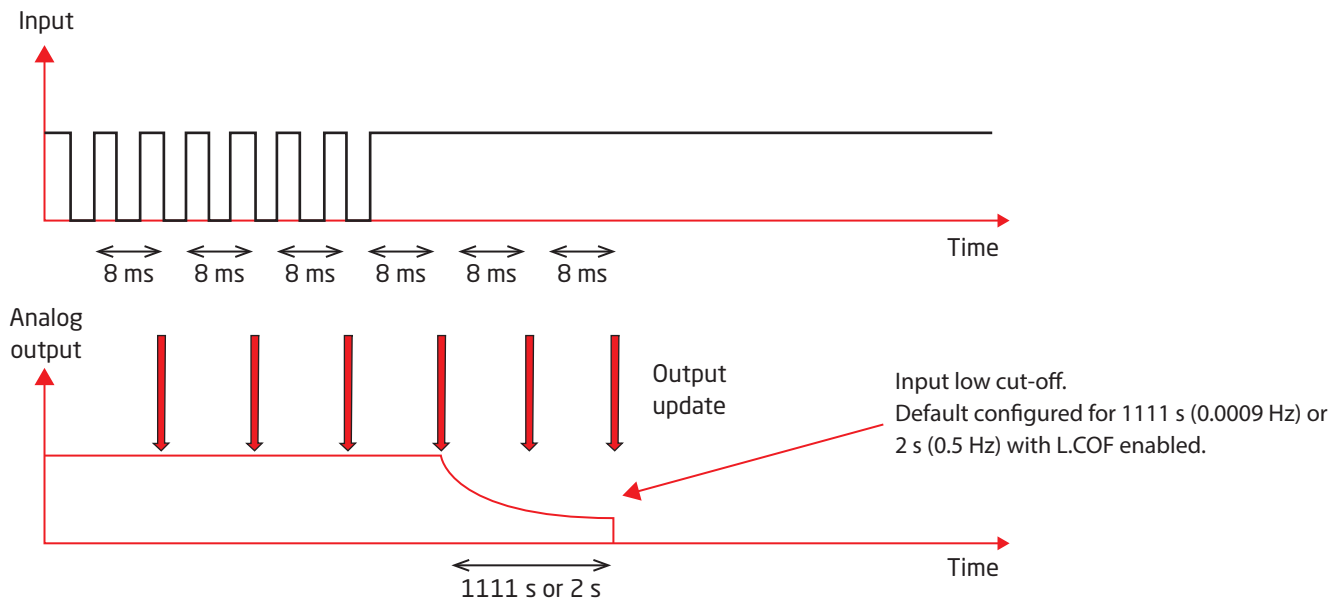 Input
Time
8 ms
8 ms
8 ms
8 ms
8 ms
8 ms
Analog
output
Output
update
Input low cut-off.
Default configured for 1111 s (0.0009 Hz) or
2 s (0.5 Hz) with L.COF enabled.
Time
1111 s or 2 s